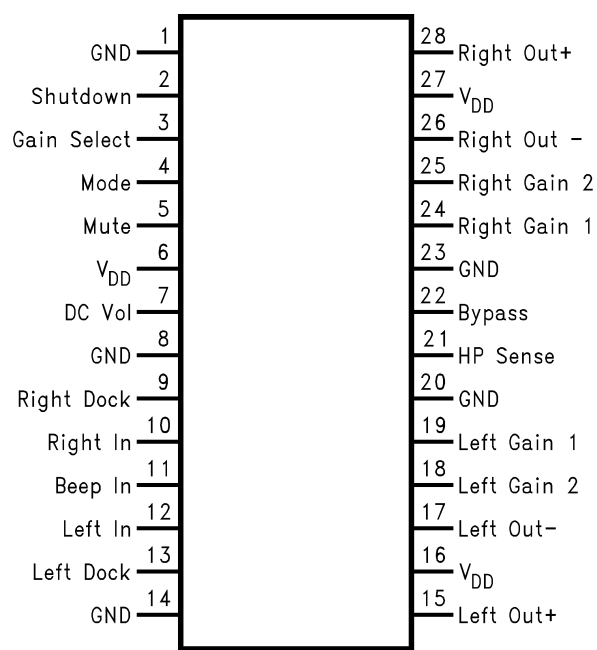 GND 1
Shutdown 2
Gain Select 3
Mode 4
Mute 5
VDD 6
DC Vol 7
GND 8
Right Dock 9
Right In 10
Beep In 11
Left In 12
Left Dock 13
GND 14
28 Right Out+
27 VDD
26 Right Out -
25 Right Gain 2
24 Right Gain 1
23 GND
22 Bypass
21 HP Sense
20 GND
19 Left Gain 1
18 Left Gain 2
17 Left Out-
16 VDD
15 Left Out+